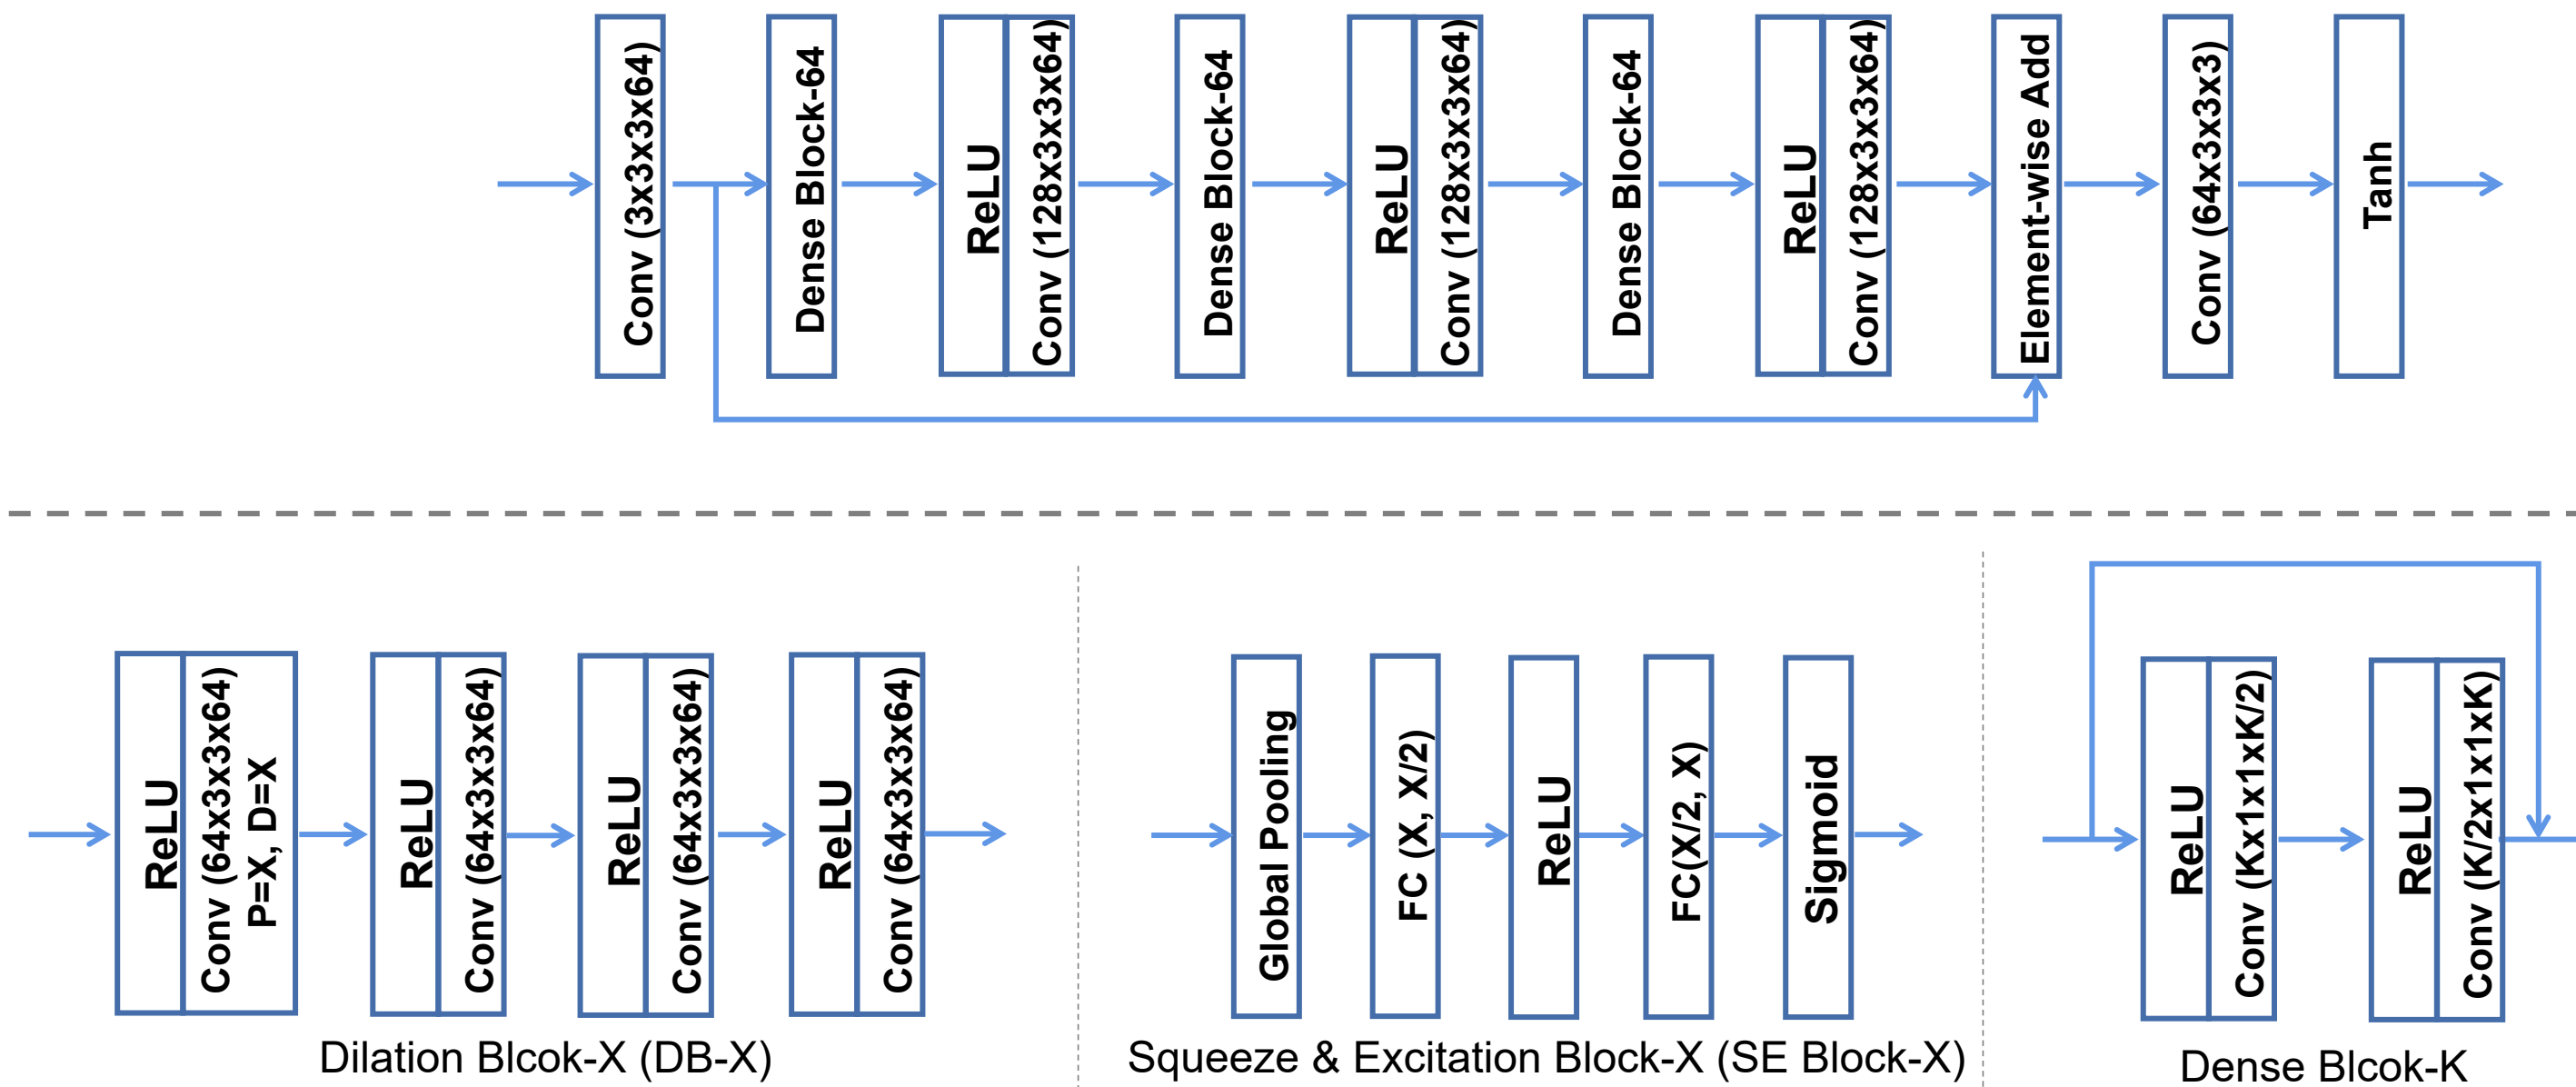 Conv (3x3x3x64)
Dense Block-64
ReLU
Conv (128x3x3x64)
Dense Block-64
ReLU
Conv (128x3x3x64)
Dense Block-64
ReLU
Conv (128x3x3x64)
Element-wise Add
Conv (64x3x3x3)
Tanh
ReLU
Conv (64x3x3x64)
P=X, D=X
ReLU
Conv (64x3x3x64)
ReLU
Conv (64x3x3x64)
ReLU
Conv (64x3x3x64)
Dilation Blcok-X (DB-X)
Global Pooling
FC (X, X/2)
ReLU
FC(X/2, X)
Sigmoid
Squeeze & Excitation Block-X (SE Block-X)
ReLU
Conv (Kx1x1xK/2)
ReLU
Conv (K/2x1x1xK)
Dense Blcok-K